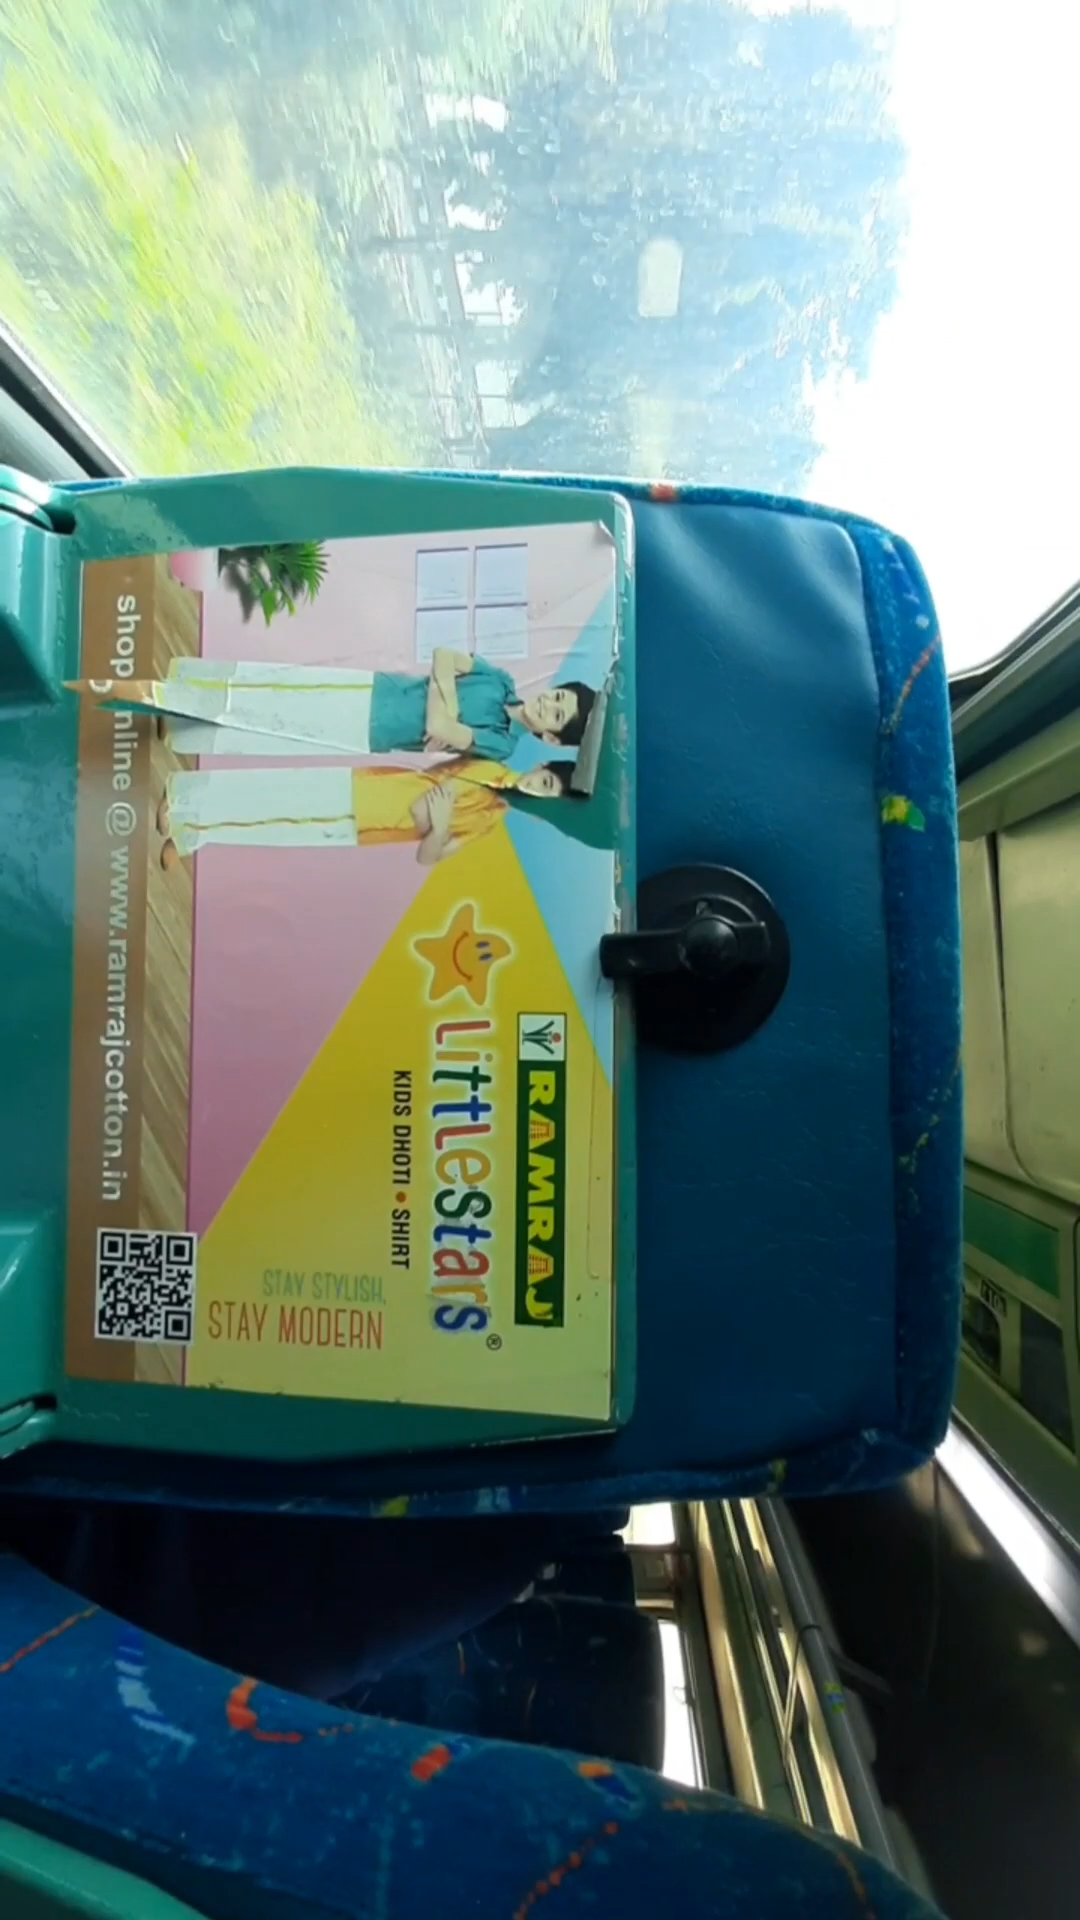 RAMRAJ
Littlestars®
KIDS DHOTI • SHIRT
STAY STYLISH,
STAY MODERN
shop online @ www.ramrajcotton.in